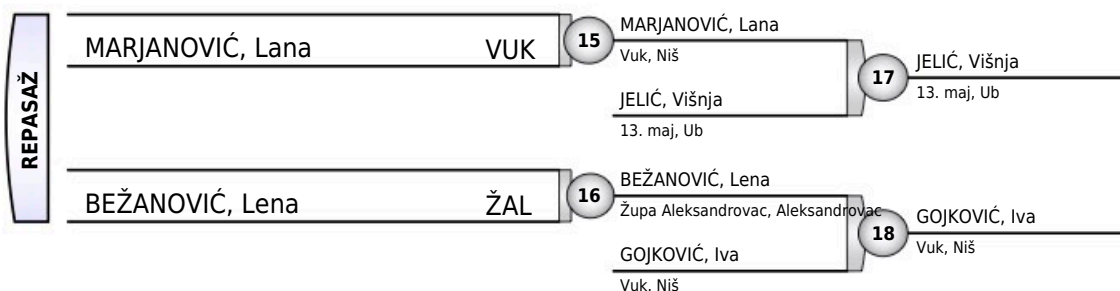 REPASAŽ
MARJANOVIĆ, Lana VUK
15
MARJANOVIĆ, Lana
Vuk, Niš
JELIĆ, Višnja
13. maj, Ub
17
JELIĆ, Višnja
13. maj, Ub
BEŽANOVIĆ, Lena ŽAL
16
BEŽANOVIĆ, Lena
Župa Aleksandrovac, Aleksandrovac
GOJKOVIĆ, Iva
Vuk, Niš
18
GOJKOVIĆ, Iva
Vuk, Niš